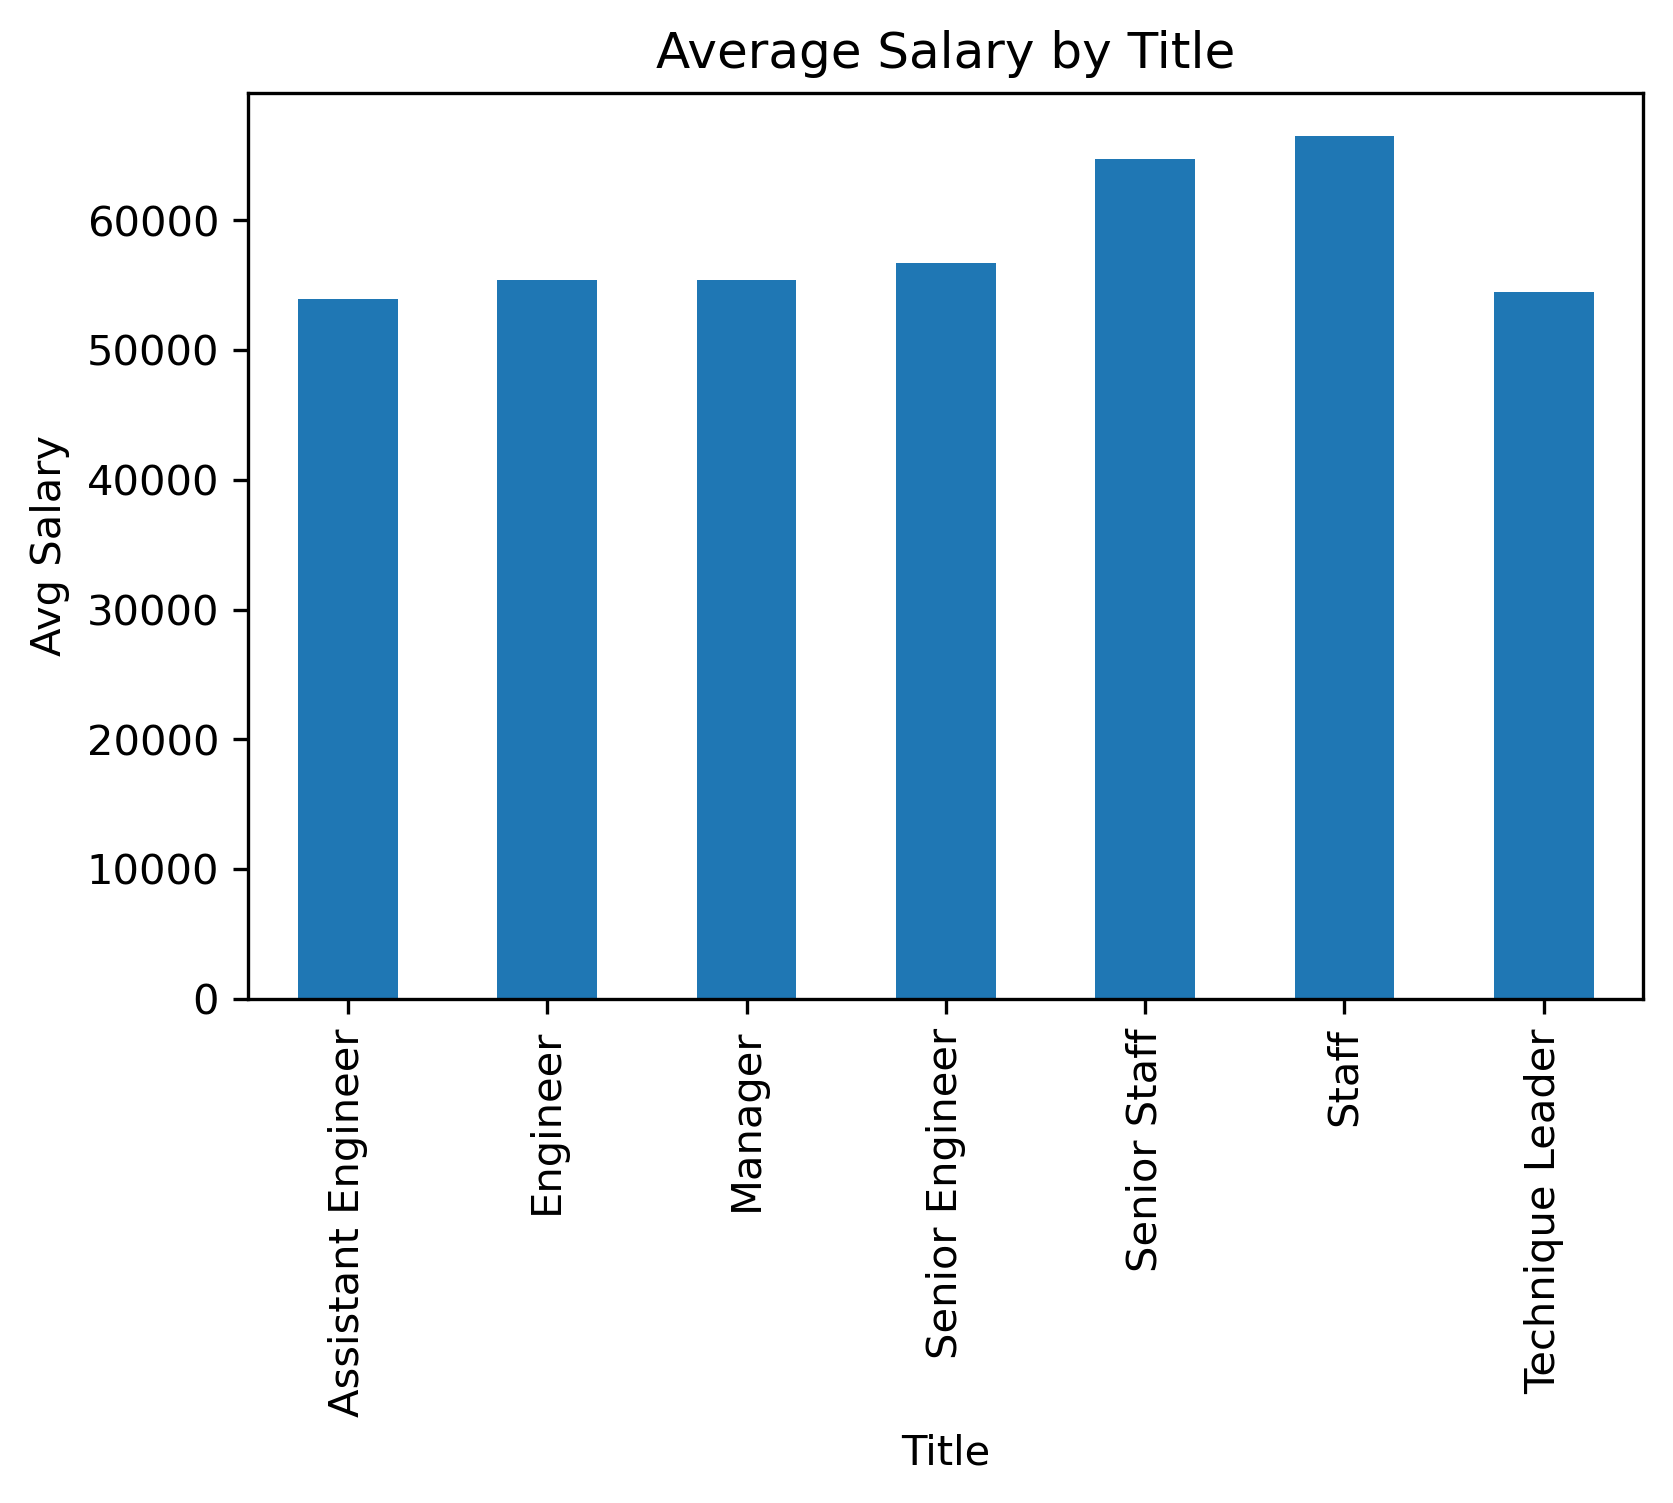 Average Salary by Title
Avg Salary
60000
50000
40000
30000
20000
10000
0
Assistant Engineer
Engineer
Manager
Senior Engineer
Senior Staff
Staff
Technique Leader
Title